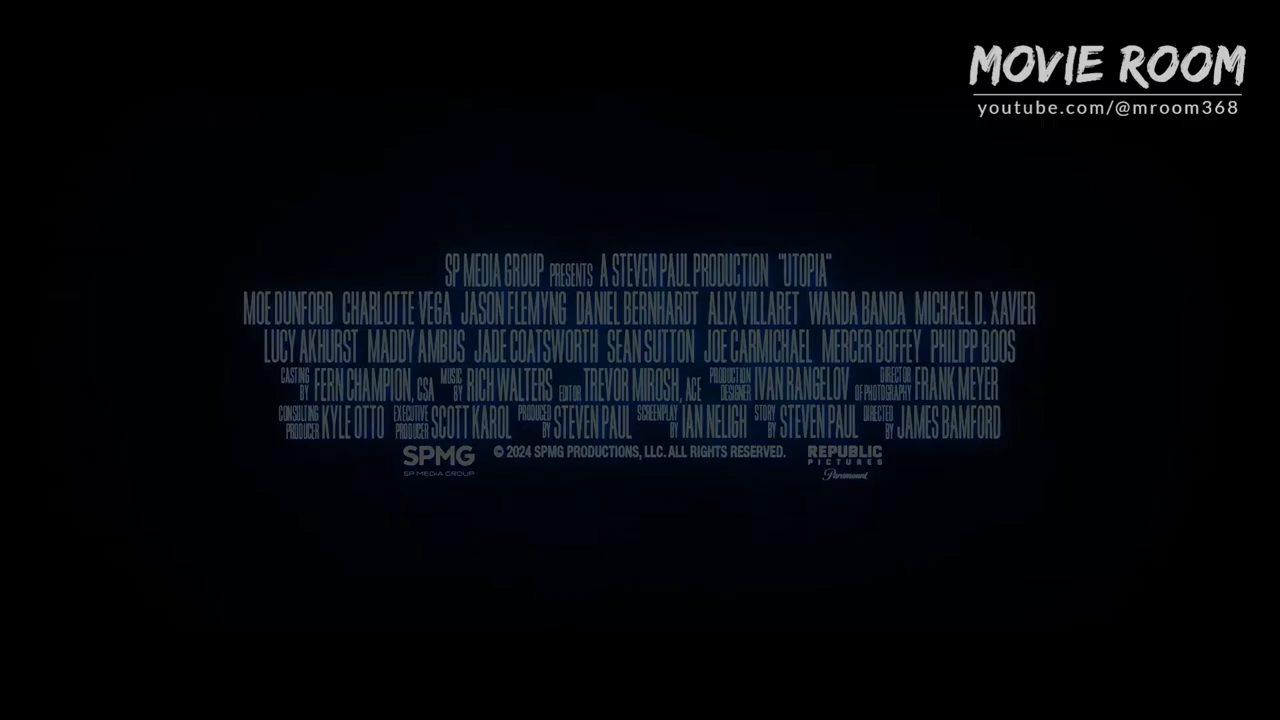 MOVIE ROOM
youtube.com/@mroom368
SP MEDIA GROUP PRESENTS A STEVEN PAUL PRODUCTION "UTOPIA"
MOE DUNFORD CHARLOTTE VEGA JASON FLEMYNG DANIEL BERNHARDT ALIX VILLARET WANDA BANDA MICHAEL D. XAVIER
LUCY AKHURST MADDY AMBUS JADE COATSWORTH SEAN SUTTON JOE CARMICHAEL MERCER BOFFEY PHILIPP BOOS
CASTING BY FERN CHAMPION, CSA MUSIC BY RICH WALTERS EDITOR TREVOR MIROSH, ACE PRODUCTION DESIGNER IVAN RANGELOV DIRECTOR OF PHOTOGRAPHY FRANK MEYER
CONSULTING PRODUCER KYLE OTTO EXECUTIVE PRODUCER SCOTT KAROL PRODUCED BY STEVEN PAUL SCREENPLAY BY IAN NELIGH STORY BY STEVEN PAUL DIRECTED BY JAMES BAMFORD
SPMG © 2024 SPMG PRODUCTIONS, LLC. ALL RIGHTS RESERVED. REPUBLIC
SP MEDIA GROUP PICTURES
Paramount